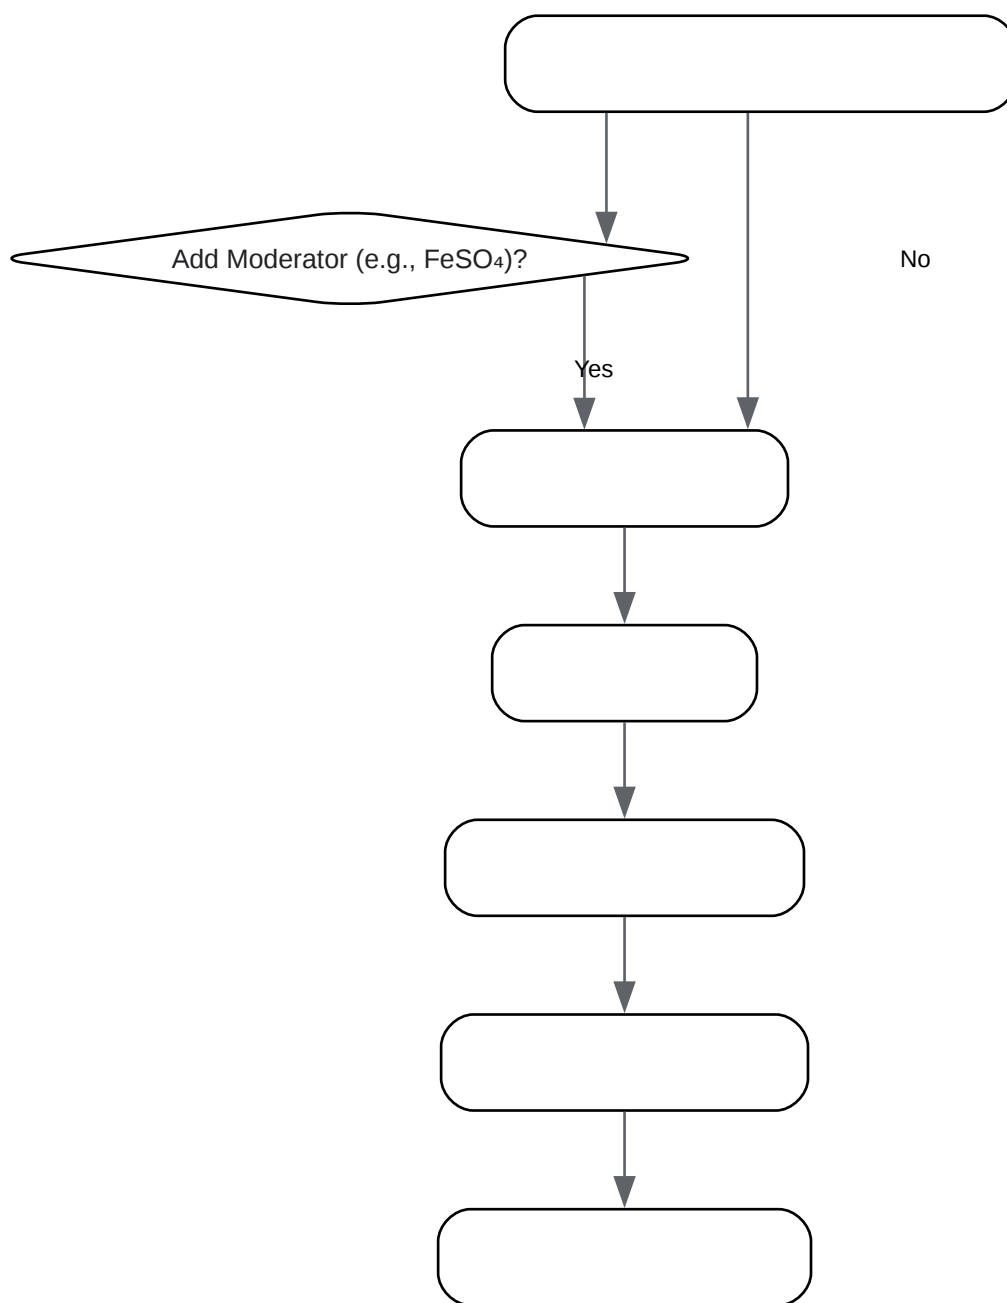 Add Moderator (e.g., FeSO₄)?
No
Yes